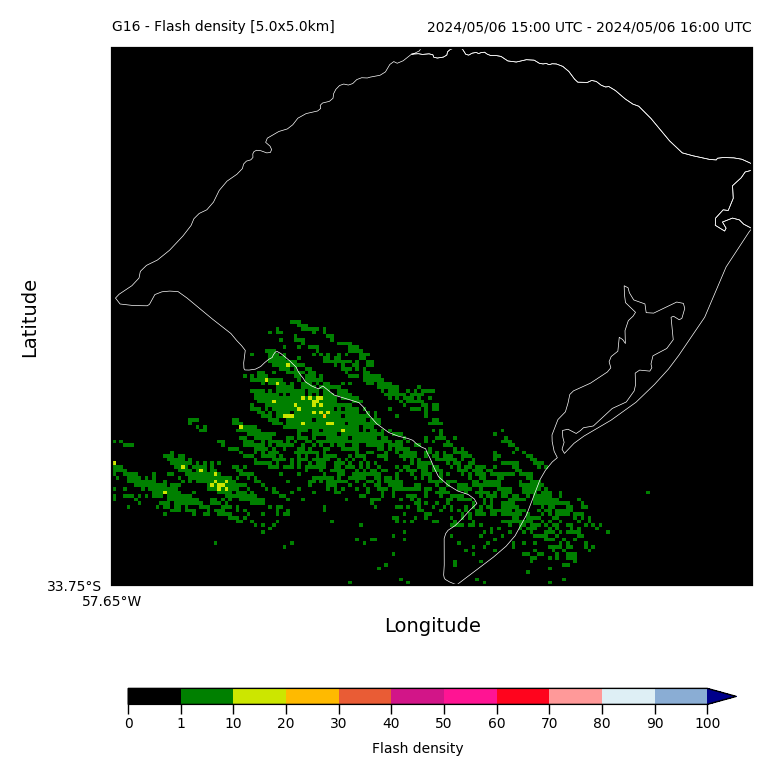 G16 - Flash density [5.0x5.0km] 2024/05/06 15:00 UTC - 2024/05/06 16:00 UTC
Latitude
33.75°S
57.65°W
Longitude
0 1 10 20 30 40 50 60 70 80 90 100
Flash density